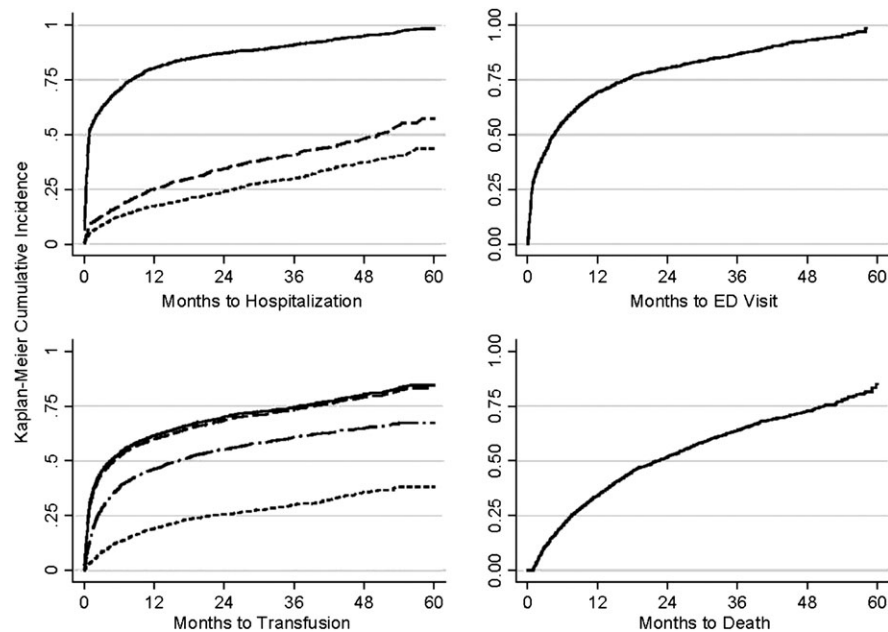 Kaplan-Meier Cumulative Incidence
1
.75
.5
.25
0
0 12 24 36 48 60
Months to Hospitalization
1.00
0.75
0.50
0.25
0.00
0 12 24 36 48 60
Months to ED Visit
1
.75
.5
.25
0
0 12 24 36 48 60
Months to Transfusion
1.00
0.75
0.50
0.25
0.00
0 12 24 36 48 60
Months to Death